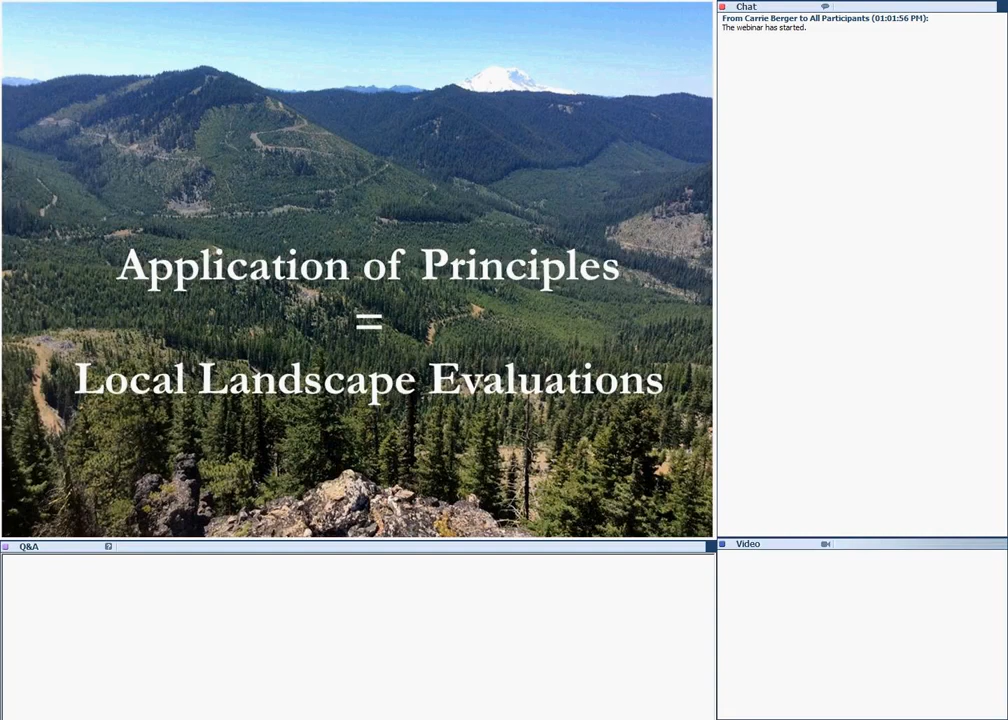 Application of Principles
=
Local Landscape Evaluations
Chat
From Carrie Berger to All Participants (01:01:56 PM):
The webinar has started.
Q&A
Video